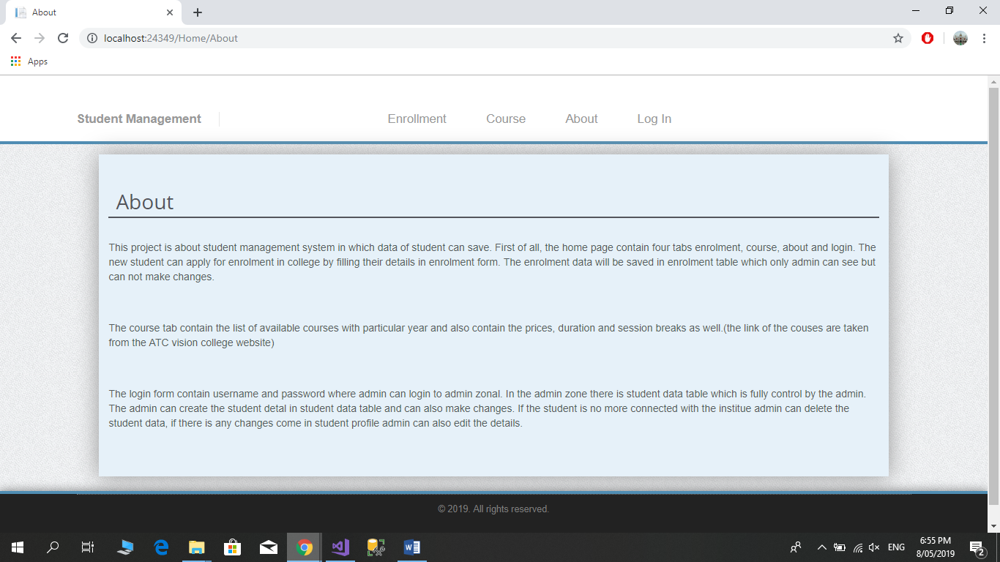 About
localhost:24349/Home/About
Apps
Student Management
Enrollment
Course
About
Log In
About
This project is about student management system in which data of student can save. First of all, the home page contain four tabs enrolment, course, about and login. The
new student can apply for enrolment in college by filling their details in enrolment form. The enrolment data will be saved in enrolment table which only admin can see but
can not make changes.
The course tab contain the list of available courses with particular year and also contain the prices, duration and session breaks as well.(the link of the couses are taken
from the ATC vision college website)
The login form contain username and password where admin can login to admin zonal. In the admin zone there is student data table which is fully control by the admin.
The admin can create the student detal in student data table and can also make changes. If the student is no more connected with the institue admin can delete the
student data, if there is any changes come in student profile admin can also edit the details.
© 2019. All rights reserved.
ENG
6:55 PM
8/05/2019
2